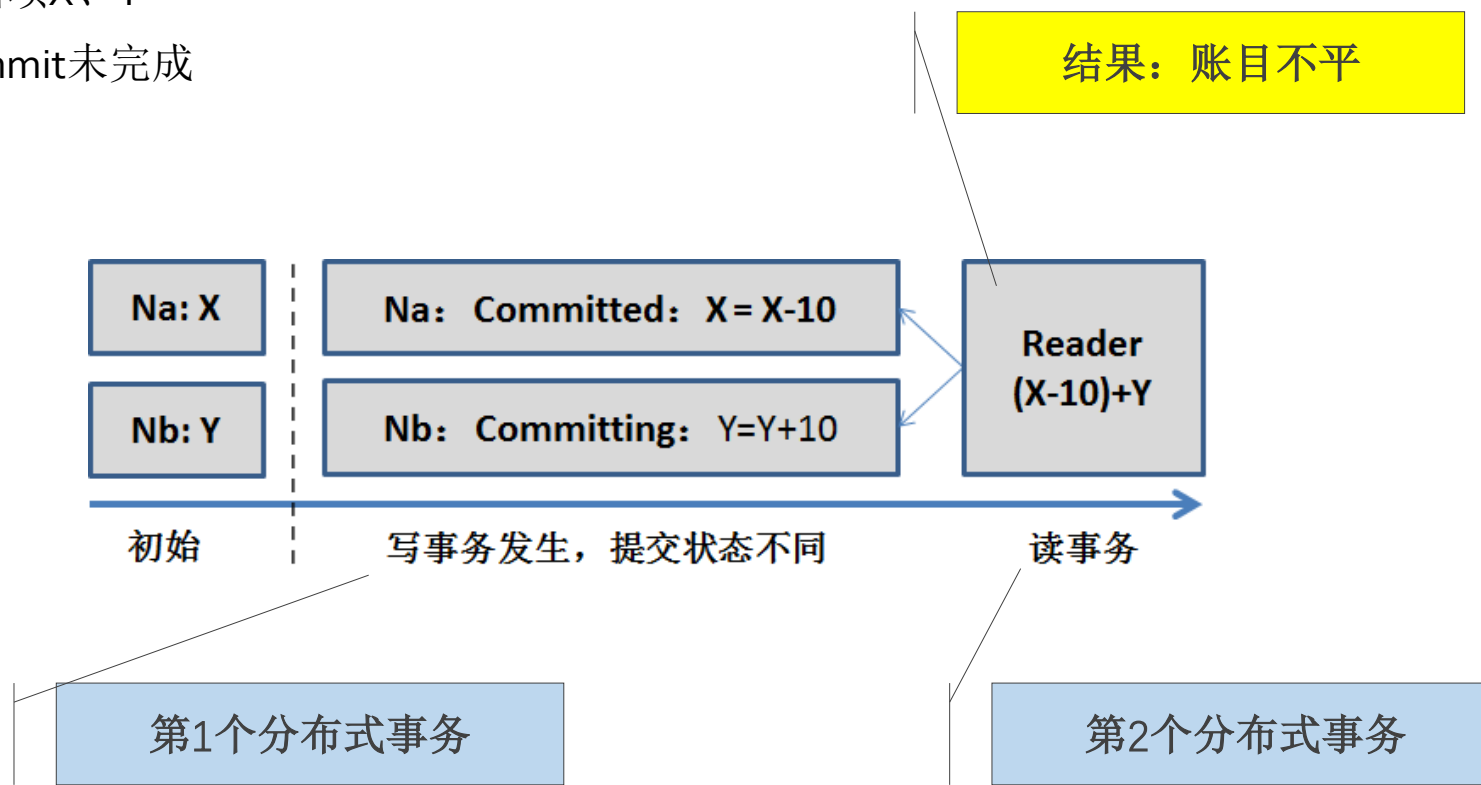 X、Y
mmit未完成
结果：账目不平
Na: X
Na： Committed： X = X-10
Reader
(X-10)+Y
Nb: Y
Nb： Committing： Y=Y+10
初始
写事务发生，提交状态不同
读事务
第1个分布式事务
第2个分布式事务